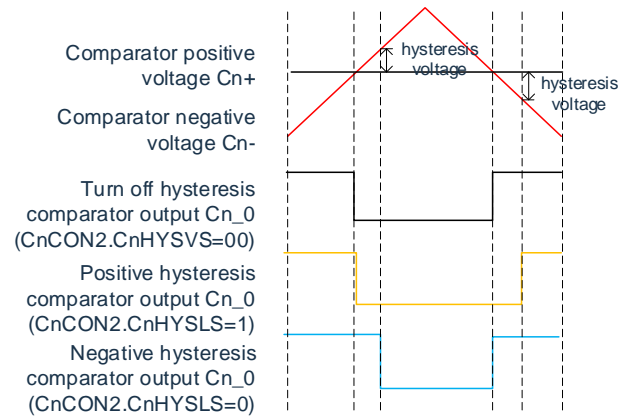 Comparator positive
voltage Cn+
hysteresis
voltage
hysteresis
voltage
Comparator negative
voltage Cn-
Turn off hysteresis
comparator output Cn_0
(CnCON2.CnHYSVS=00)
Positive hysteresis
comparator output Cn_0
(CnCON2.CnHYSLS=1)
Negative hysteresis
comparator output Cn_0
(CnCON2.CnHYSLS=0)